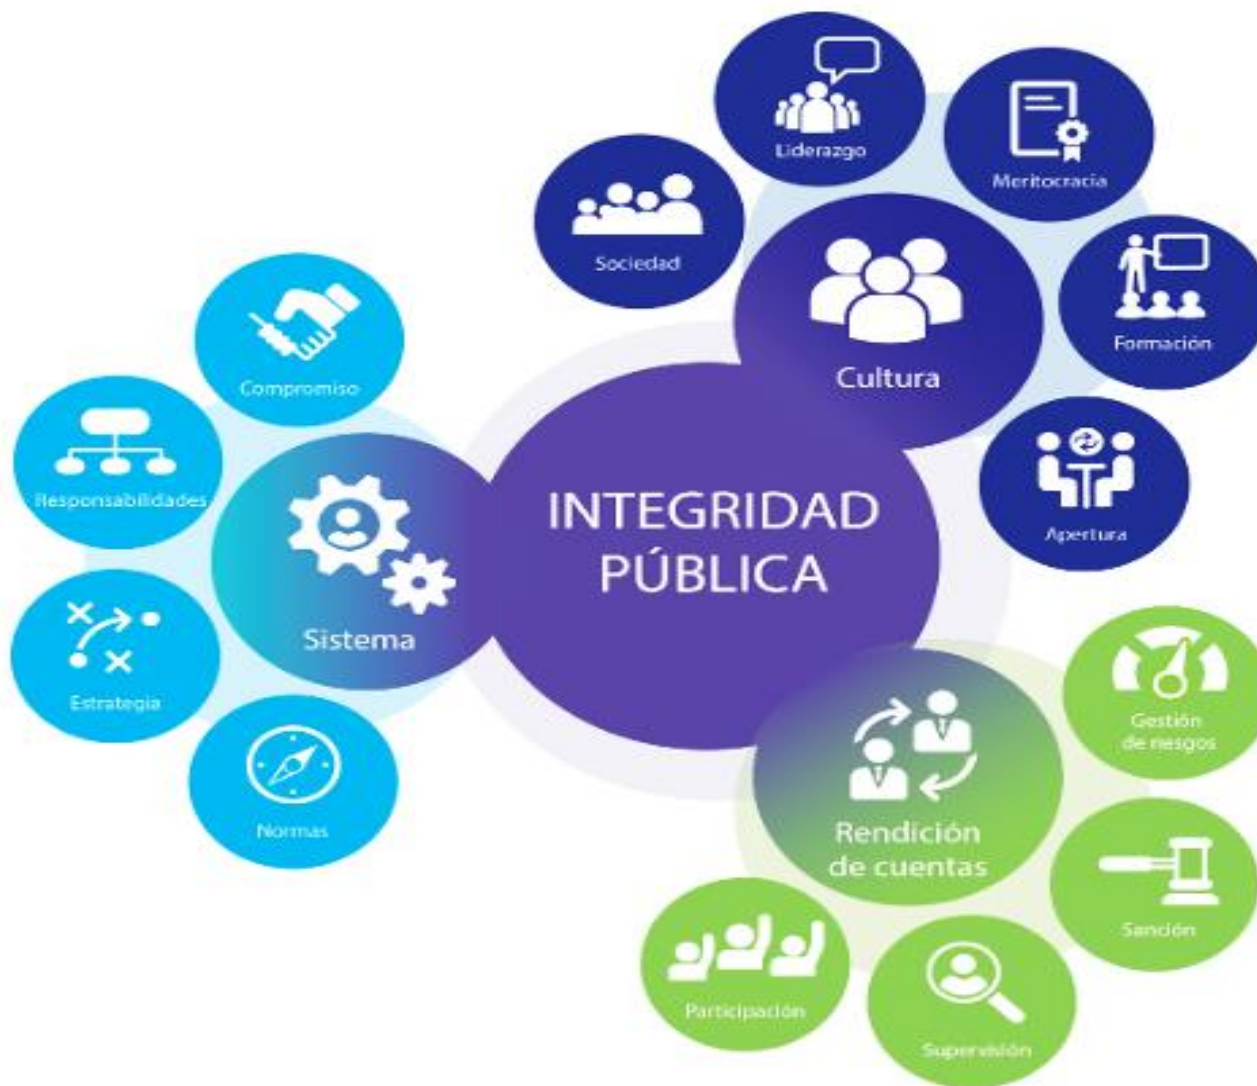 Liderazgo
Meritocracia
Sociedad
Formación
Cultura
Apertura
Compromiso
Responsabilidades
Sistema
Estrategia
Normas
INTEGRIDAD
PÚBLICA
Gestión
de riesgos
Rendición
de cuentas
Sanción
Participación
Supervisión